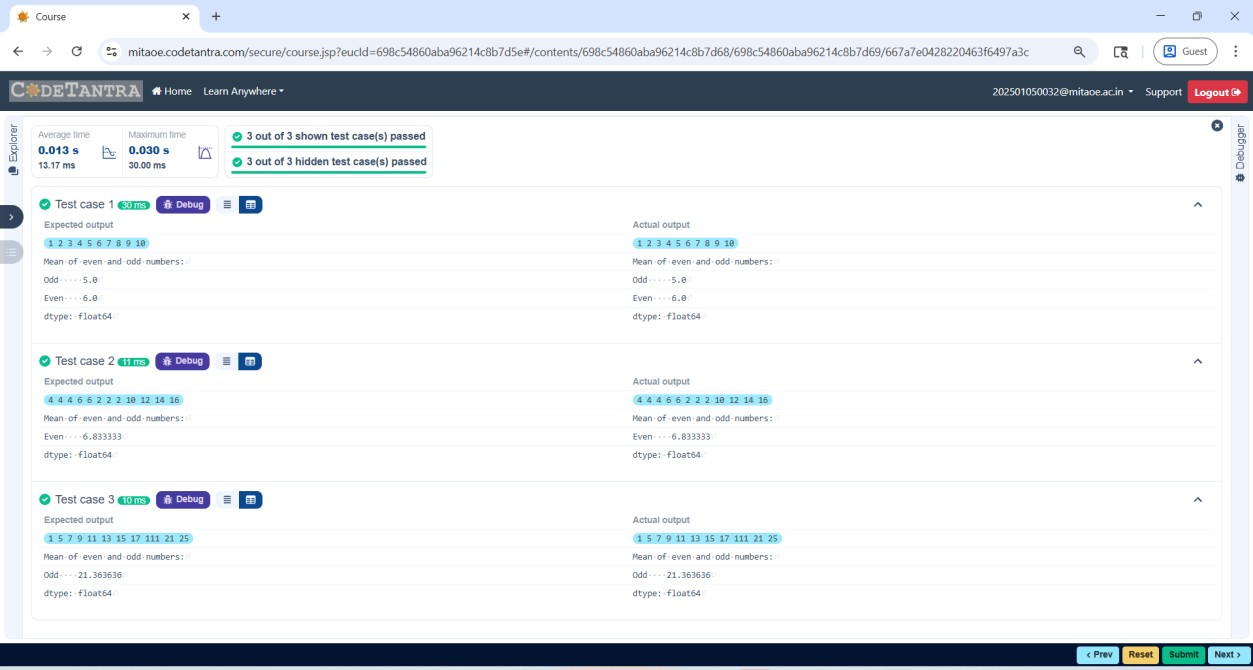 Course
mitaoe.codetantra.com/secure/course.jsp?eucId=698c54860aba96214c8b7d5e#/contents/698c54860aba96214c8b7d68/698c54860aba96214c8b7d69/667a7e0428220463f6497a3c
Guest
CODETANTRA Home Learn Anywhere 202501050032@mitaoe.ac.in Support Logout
Explorer
Debugger
Average time Maximum time
0.013 s 0.030 s
13.17 ms 30.00 ms
3 out of 3 shown test case(s) passed
3 out of 3 hidden test case(s) passed
Test case 1 30 ms Debug
Expected output Actual output
1 2 3 4 5 6 7 8 9 10 1 2 3 4 5 6 7 8 9 10
Mean·of·even·and·odd·numbers: Mean·of·even·and·odd·numbers:
Odd·····5.0 Odd·····5.0
Even····6.0 Even····6.0
dtype:·float64 dtype:·float64
Test case 2 11 ms Debug
Expected output Actual output
4 4 4 6 6 2 2 2 10 12 14 16 4 4 4 6 6 2 2 2 10 12 14 16
Mean·of·even·and·odd·numbers: Mean·of·even·and·odd·numbers:
Even····6.833333 Even····6.833333
dtype:·float64 dtype:·float64
Test case 3 10 ms Debug
Expected output Actual output
1 5 7 9 11 13 15 17 111 21 25 1 5 7 9 11 13 15 17 111 21 25
Mean·of·even·and·odd·numbers: Mean·of·even·and·odd·numbers:
Odd····21.363636 Odd····21.363636
dtype:·float64 dtype:·float64
‹ Prev Reset Submit Next ›